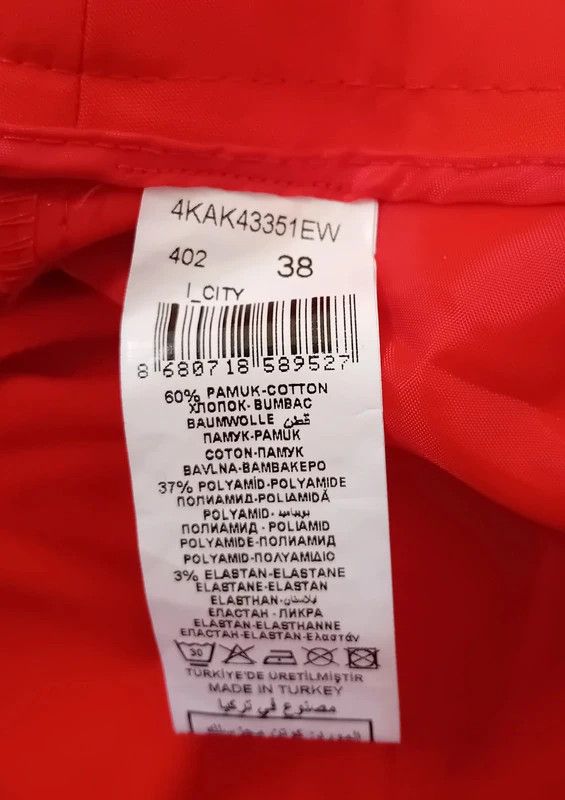 4KAK43351EW
402 38
I_CITY
8 680718 589527
60% PAMUK-COTTON
ХЛОПОК- BUMBAC
BAUMWOLLE قطن
ПАМУК-PAMUK
COTON-ПАМУК
BAVLNA-BAMBAKEPO
37% POLYAMİD-POLYAMIDE
ПОЛИАМИД-POLIAMIDĂ
POLYAMID- بولياميد
ПОЛИАМИД - POLIAMID
POLYAMIDE-ПОЛИАМИД
POLYAMID-ΠΟΛΥΑΜΙΔΙΟ
3% ELASTAN-ELASTANE
ELASTANE-ELASTAN
ELASTHAN-
ЕЛАСТАН - ЛИКРА
ELASTAN-ELASTHANNE
ЕЛАСТАН-ELASTAN-Ελαστάν
30
TÜRKİYE'DE ÜRETİLMİŞTİR
MADE IN TURKEY
مصنوع في تركيا